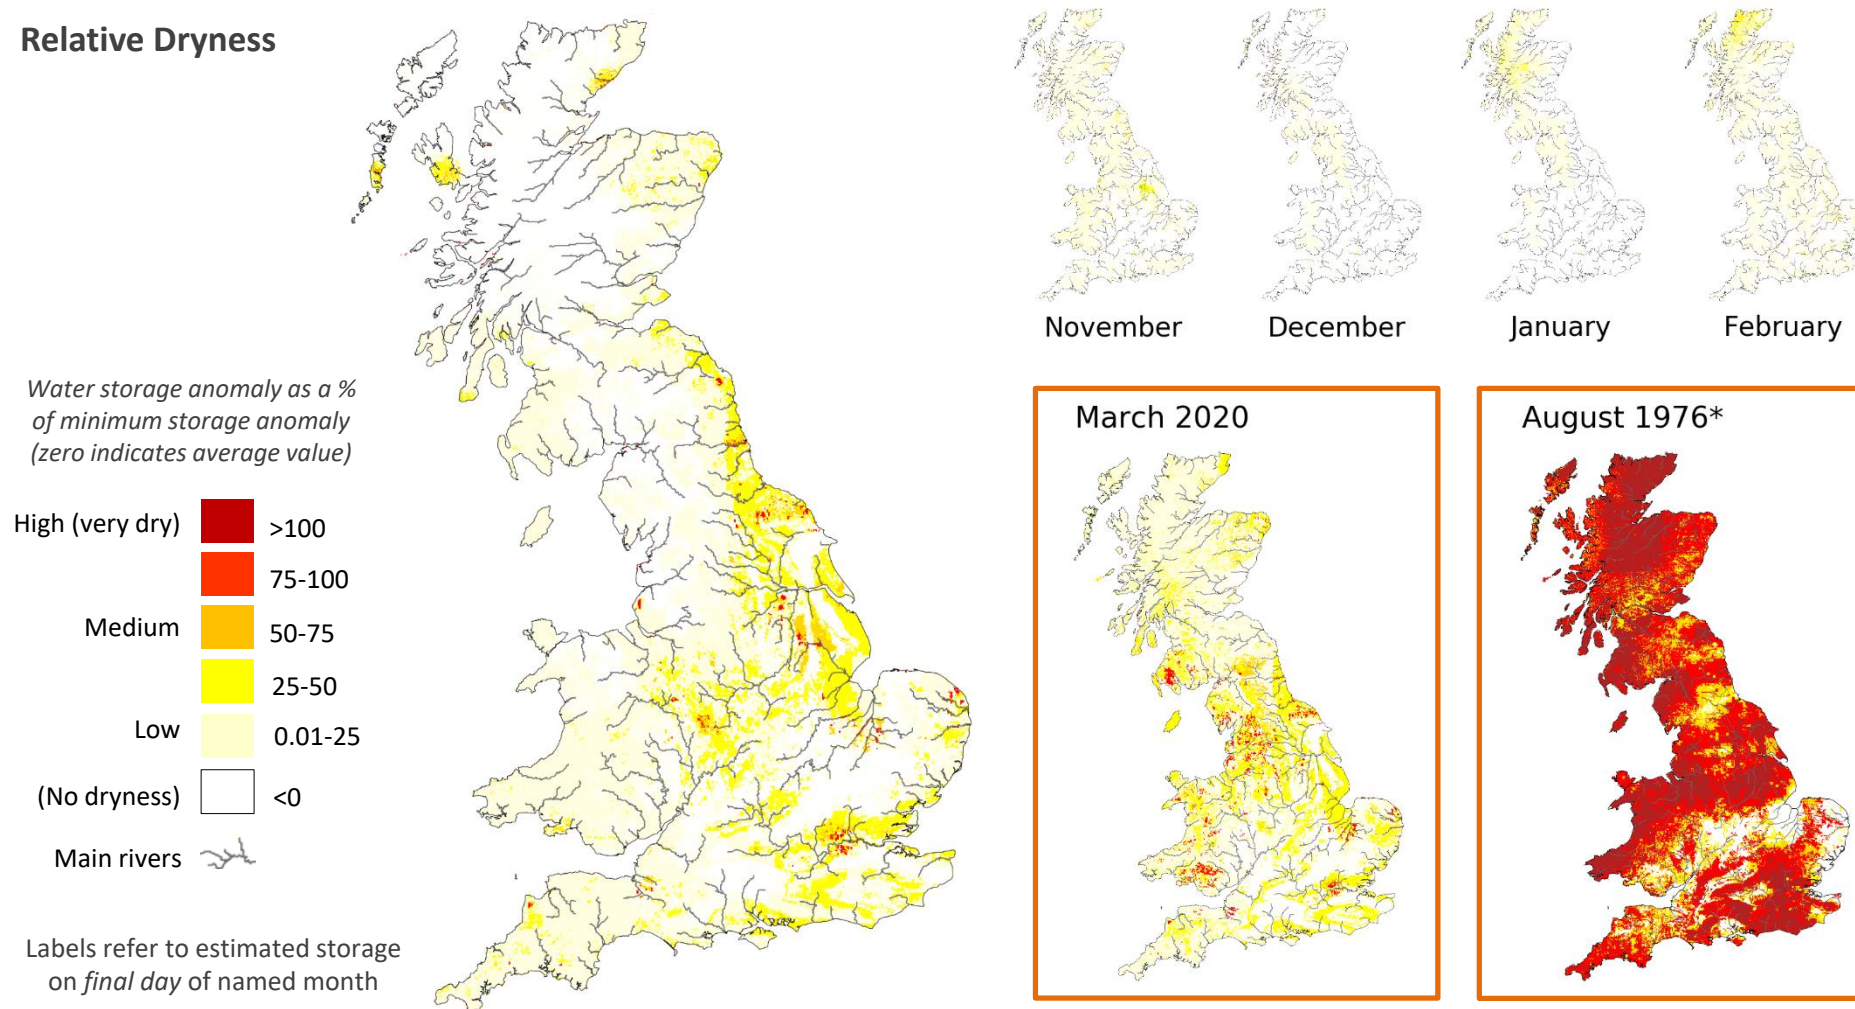 Relative Dryness
November
December
January
February
Water storage anomaly as a %
of minimum storage anomaly
(zero indicates average value)
High (very dry)
>100
75-100
Medium
50-75
25-50
Low
0.01-25
(No dryness)
<0
Main rivers
Labels refer to estimated storage
on final day of named month
March 2020
August 1976*